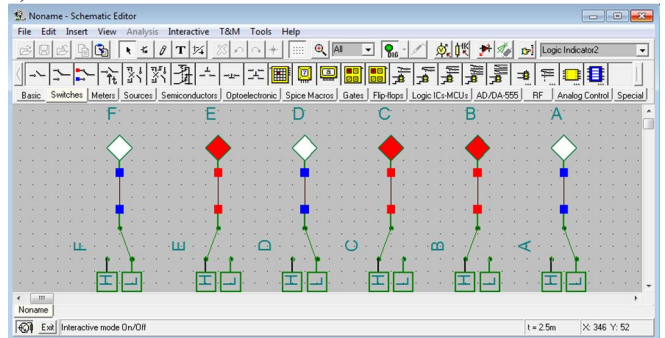 Noname - Schematic Editor
File Edit Insert View Analysis Interactive T&M Tools Help
All
DIG
Logic Indicator2
Basic Switches Meters Sources Semiconductors Optoelectronic Spice Macros Gates Flip-flops Logic ICs-MCUs AD/DA-555 RF Analog Control Special
F E D C B A
F E D C B A
H L H L H L H L H L H L
Noname
Exit Interactive mode On/Off t = 2.5m X: 346 Y: 52